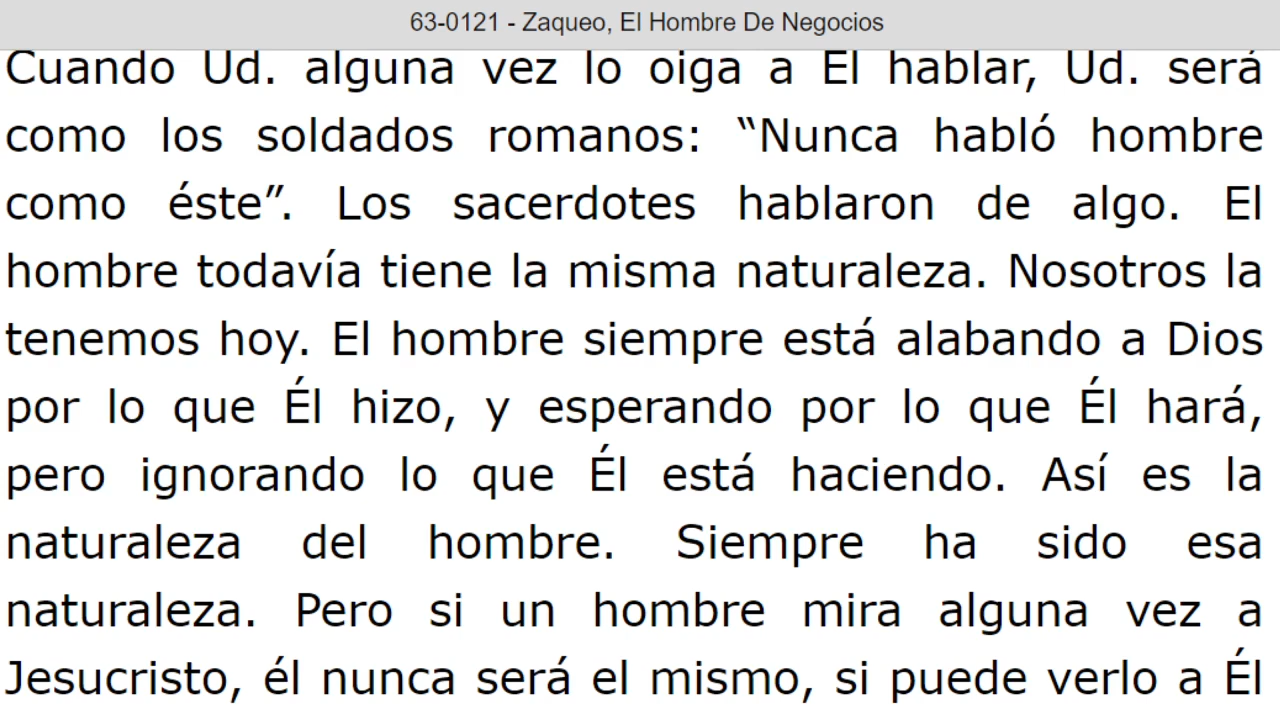 63-0121 - Zaqueo, El Hombre De Negocios
Cuando Ud. alguna vez lo oiga a Él hablar, Ud. será
como los soldados romanos: “Nunca habló hombre
como éste”. Los sacerdotes hablaron de algo. El
hombre todavía tiene la misma naturaleza. Nosotros la
tenemos hoy. El hombre siempre está alabando a Dios
por lo que Él hizo, y esperando por lo que Él hará,
pero ignorando lo que Él está haciendo. Así es la
naturaleza del hombre. Siempre ha sido esa
naturaleza. Pero si un hombre mira alguna vez a
Jesucristo, él nunca será el mismo, si puede verlo a Él